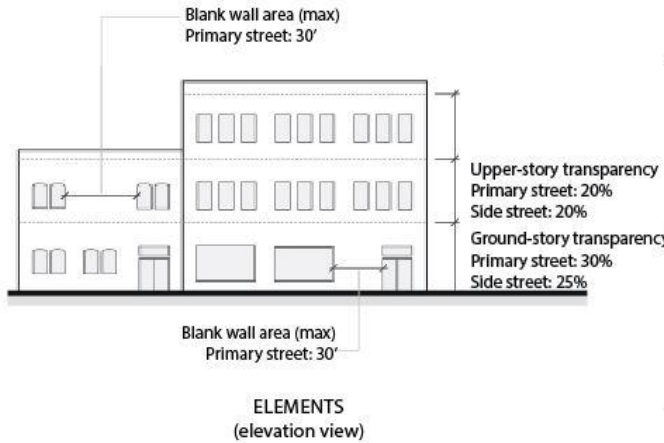 Blank wall area (max)
Primary street: 30'
Upper-story transparency
Primary street: 20%
Side street: 20%
Ground-story transparency
Primary street: 30%
Side street: 25%
Blank wall area (max)
Primary street: 30'
ELEMENTS
(elevation view)